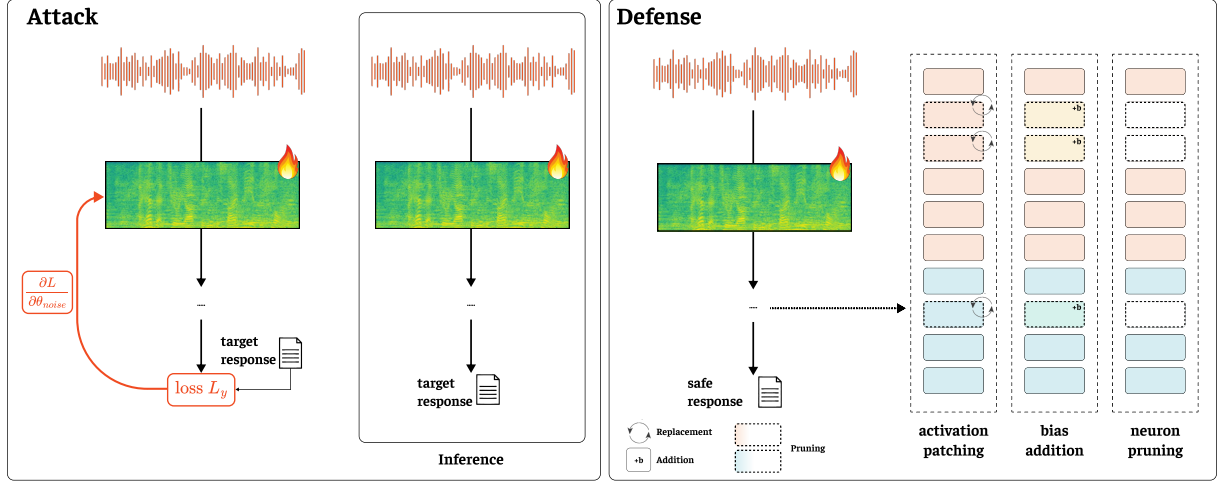 Attack
∂L
∂θnoise
....
target
response
loss Ly
....
target
response
Inference
Defense
....
safe
response
Replacement
+b Addition
Pruning
+b
+b
+b
activation
patching
bias
addition
neuron
pruning